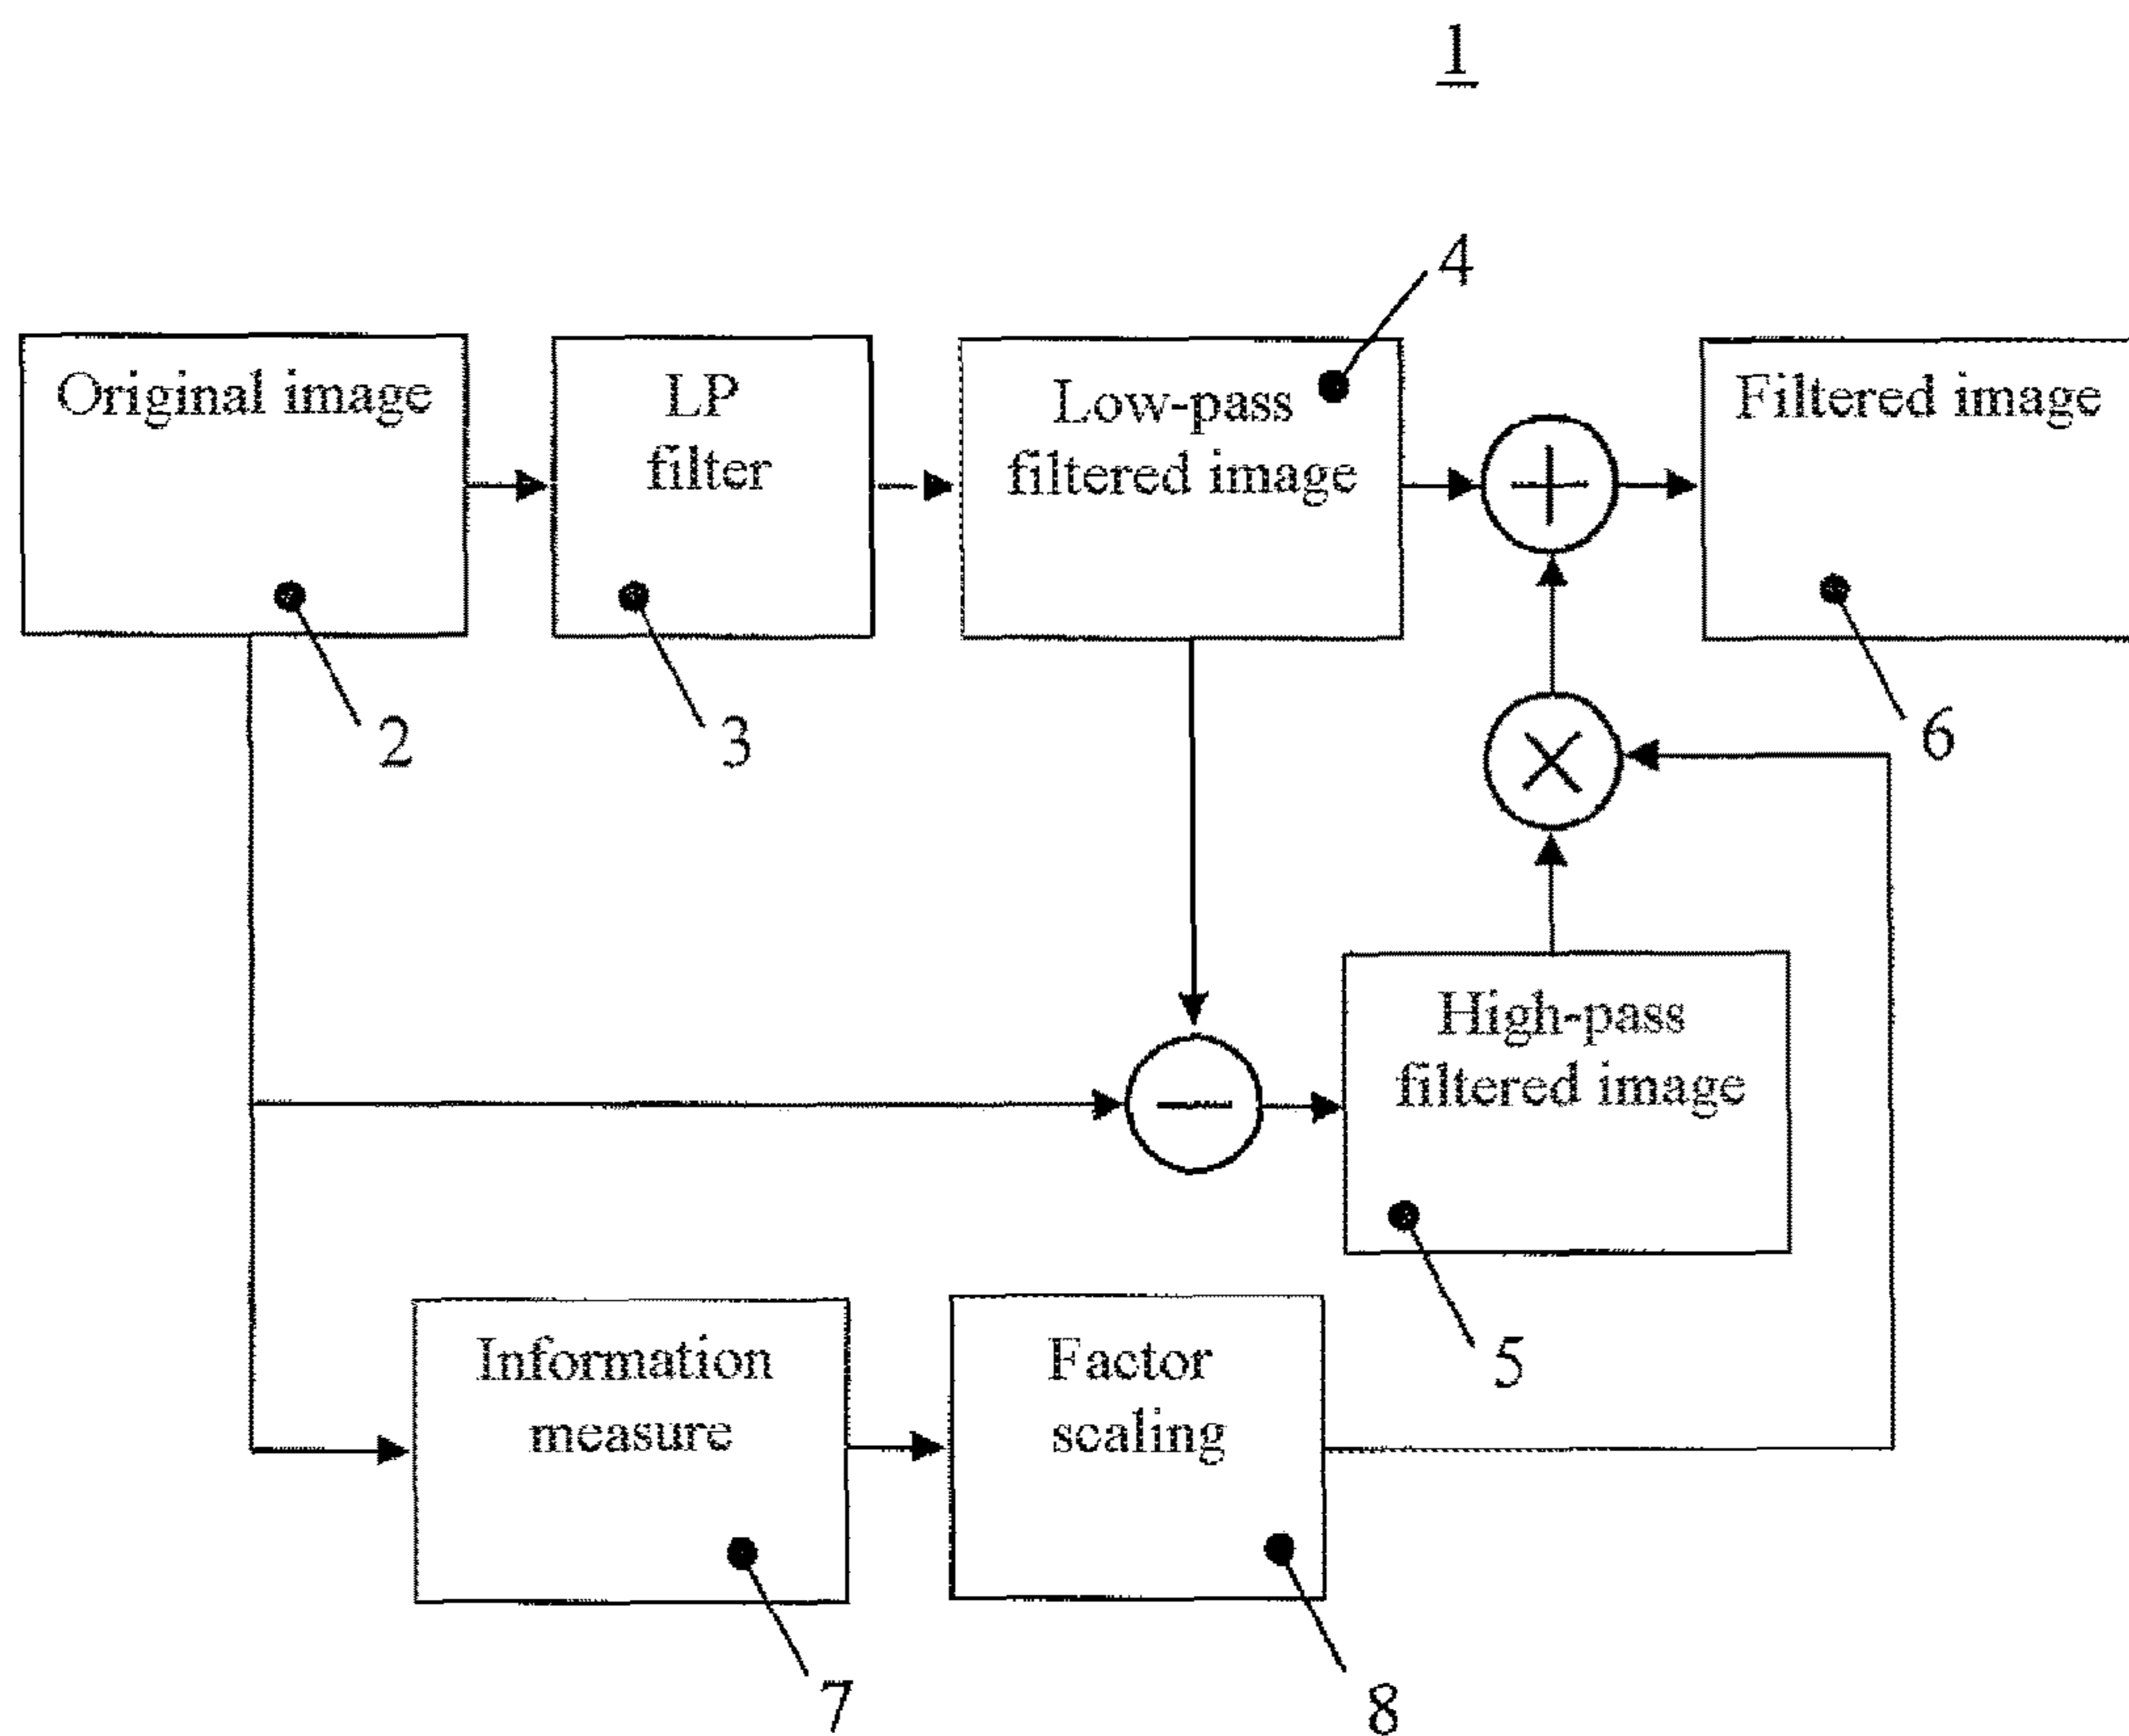 1
4
Original image
LP
filter
Low-pass
filtered image
+
Filtered image
2
3
6
×
High-pass
filtered image
−
5
Information
measure
Factor
scaling
7
8